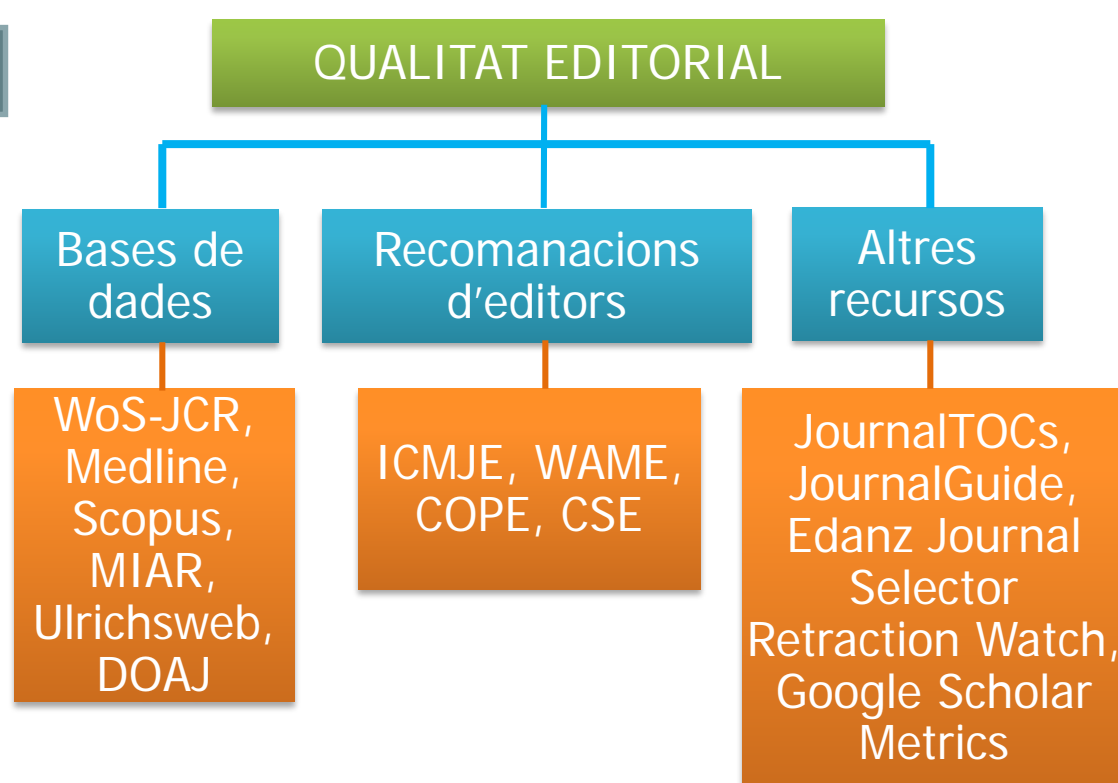 QUALITAT EDITORIAL
Bases de
dades
Recomanacions
d'editors
Altres
recursos
WoS-JCR,
Medline,
Scopus,
MIAR,
Ulrichsweb,
DOAJ
ICMJE, WAME,
COPE, CSE
JournalTOCs,
JournalGuide,
Edanz Journal
Selector
Retraction Watch,
Google Scholar
Metrics